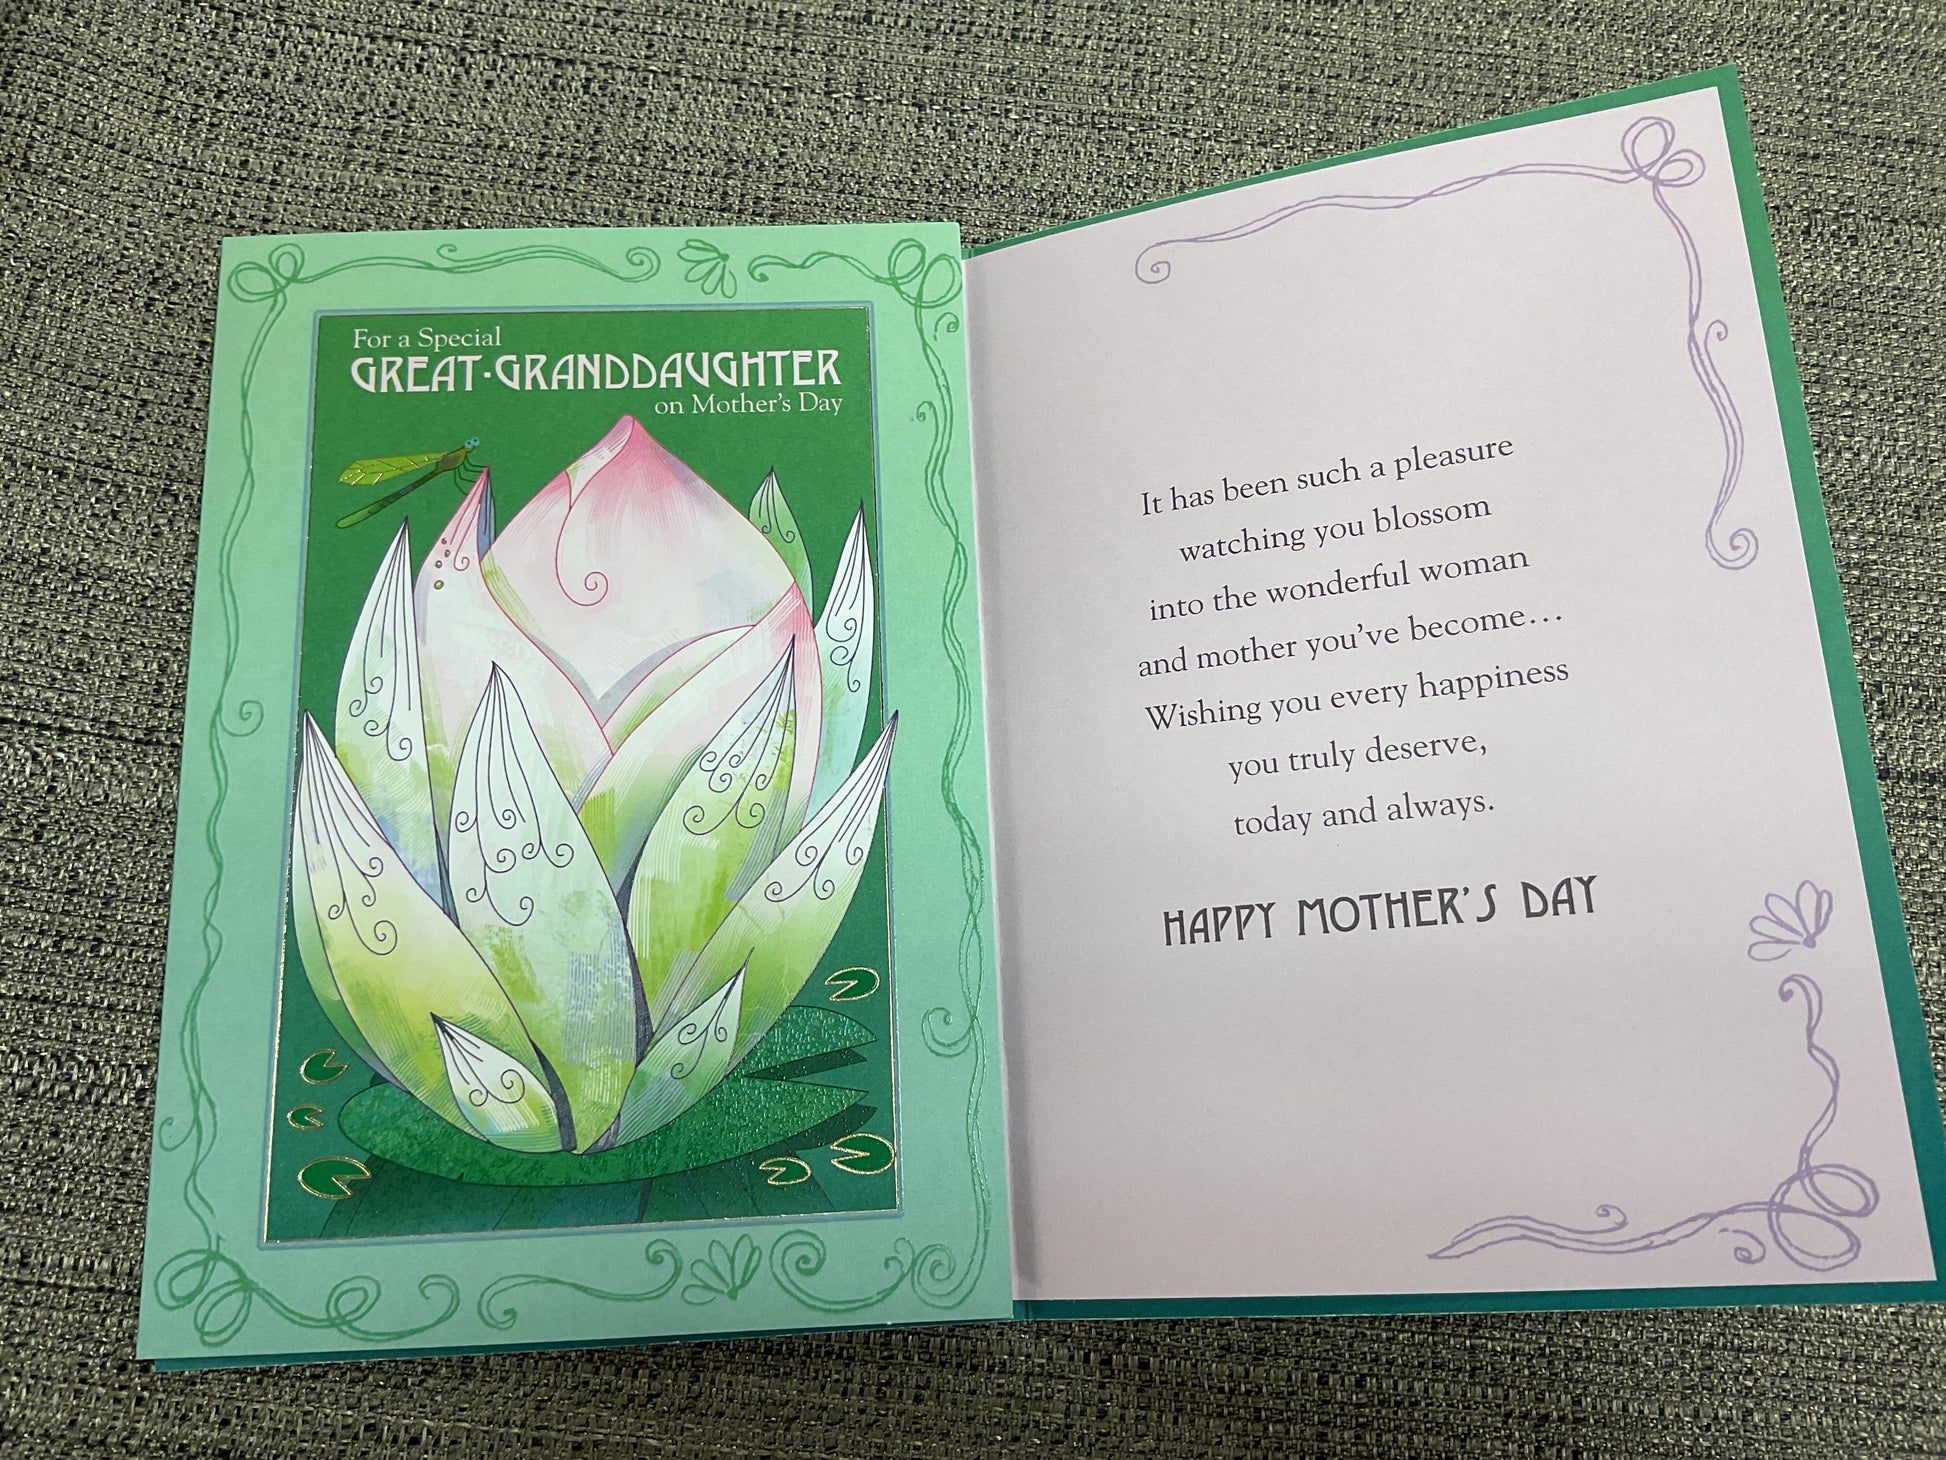 For a Special
GREAT-GRANDDAUGHTER
on Mother's Day
It has been such a pleasure
watching you blossom
into the wonderful woman
and mother you've become...
Wishing you every happiness
you truly deserve,
today and always.
HAPPY MOTHER'S DAY